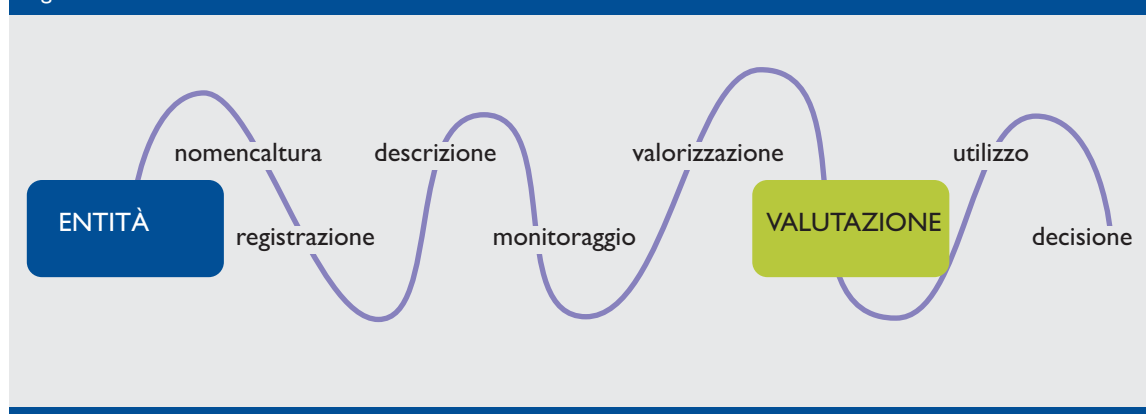 nomencaltura
descrizione
valorizzazione
utilizzo
ENTITÀ
registrazione
monitoraggio
VALUTAZIONE
decisione